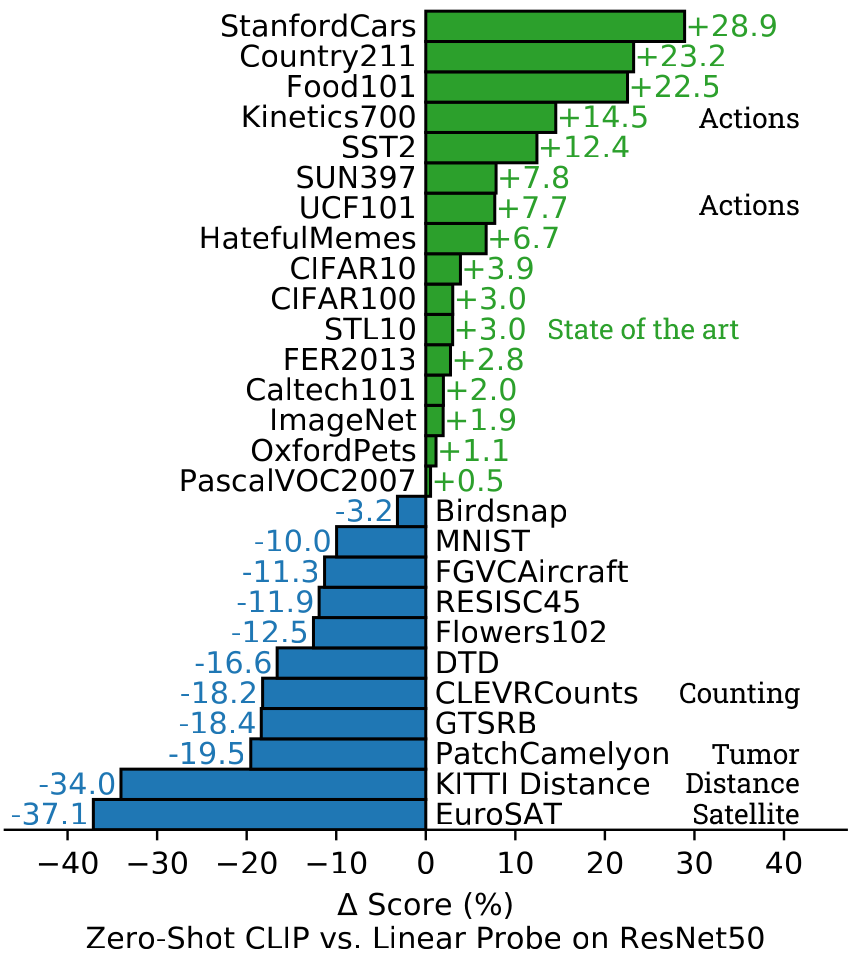 StanfordCars +28.9
Country211 +23.2
Food101 +22.5
Kinetics700 +14.5 Actions
SST2 +12.4
SUN397 +7.8
UCF101 +7.7 Actions
HatefulMemes +6.7
CIFAR10 +3.9
CIFAR100 +3.0
STL10 +3.0 State of the art
FER2013 +2.8
Caltech101 +2.0
ImageNet +1.9
OxfordPets +1.1
PascalVOC2007 +0.5
-3.2 Birdsnap
-10.0 MNIST
-11.3 FGVCAircraft
-11.9 RESISC45
-12.5 Flowers102
-16.6 DTD
-18.2 CLEVRCounts Counting
-18.4 GTSRB
-19.5 PatchCamelyon Tumor
-34.0 KITTI Distance Distance
-37.1 EuroSAT Satellite
−40 −30 −20 −10 0 10 20 30 40
Δ Score (%)
Zero-Shot CLIP vs. Linear Probe on ResNet50